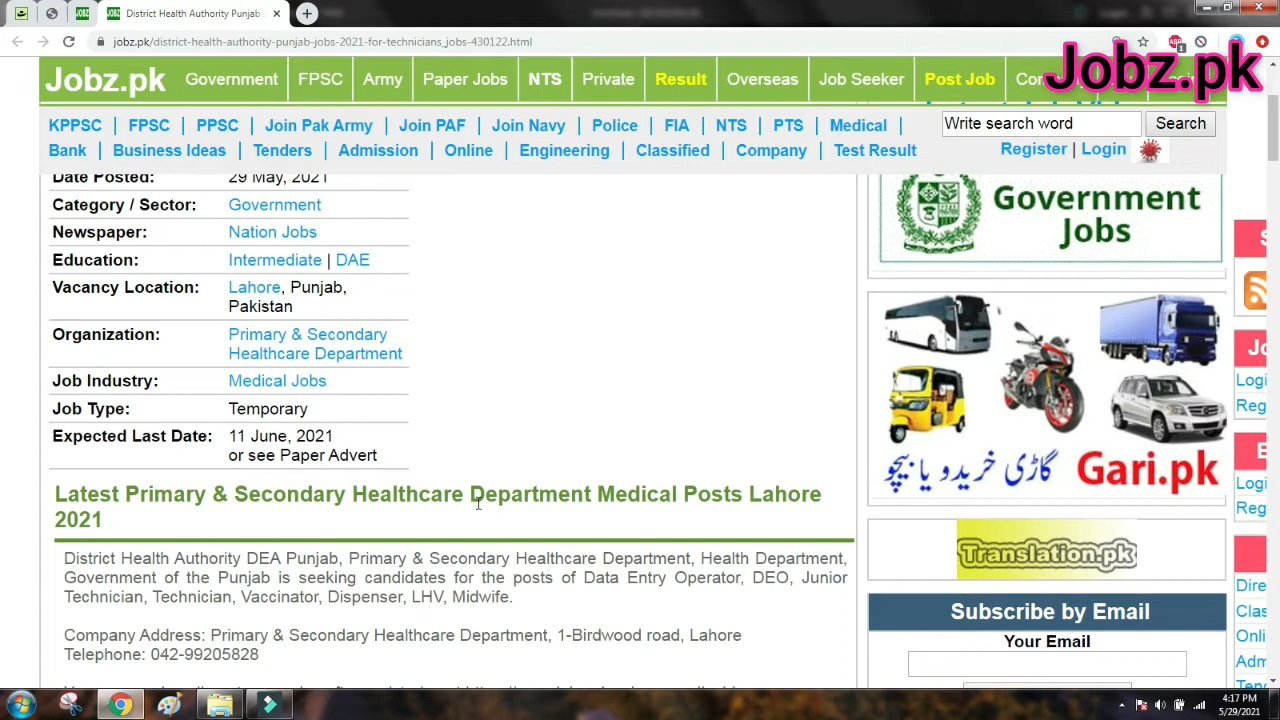 District Health Authority Punjab
jobz.pk/district-health-authority-punjab-jobs-2021-for-technicians_jobs-430122.html
Jobz.pk
Government
FPSC
Army
Paper Jobs
NTS
Private
Result
Overseas
Job Seeker
Post Job
Jobz.pk
KPPSC | FPSC | PPSC | Join Pak Army | Join PAF | Join Navy | Police | FIA | NTS | PTS | Medical |
Bank | Business Ideas | Tenders | Admission | Online | Engineering | Classified | Company | Test Result
Write search word
Search
Register | Login
Date Posted: 29 May, 2021
Category / Sector: Government
Newspaper: Nation Jobs
Education: Intermediate | DAE
Vacancy Location: Lahore, Punjab,
Pakistan
Organization: Primary & Secondary
Healthcare Department
Job Industry: Medical Jobs
Job Type: Temporary
Expected Last Date: 11 June, 2021
or see Paper Advert
Latest Primary & Secondary Healthcare Department Medical Posts Lahore
2021
District Health Authority DEA Punjab, Primary & Secondary Healthcare Department, Health Department,
Government of the Punjab is seeking candidates for the posts of Data Entry Operator, DEO, Junior
Technician, Technician, Vaccinator, Dispenser, LHV, Midwife.
Company Address: Primary & Secondary Healthcare Department, 1-Birdwood road, Lahore
Telephone: 042-99205828
Government
Jobs
گاڑی خریدو یا بیچو
Gari.pk
Translation.pk
Subscribe by Email
Your Email
4:17 PM
5/29/2021